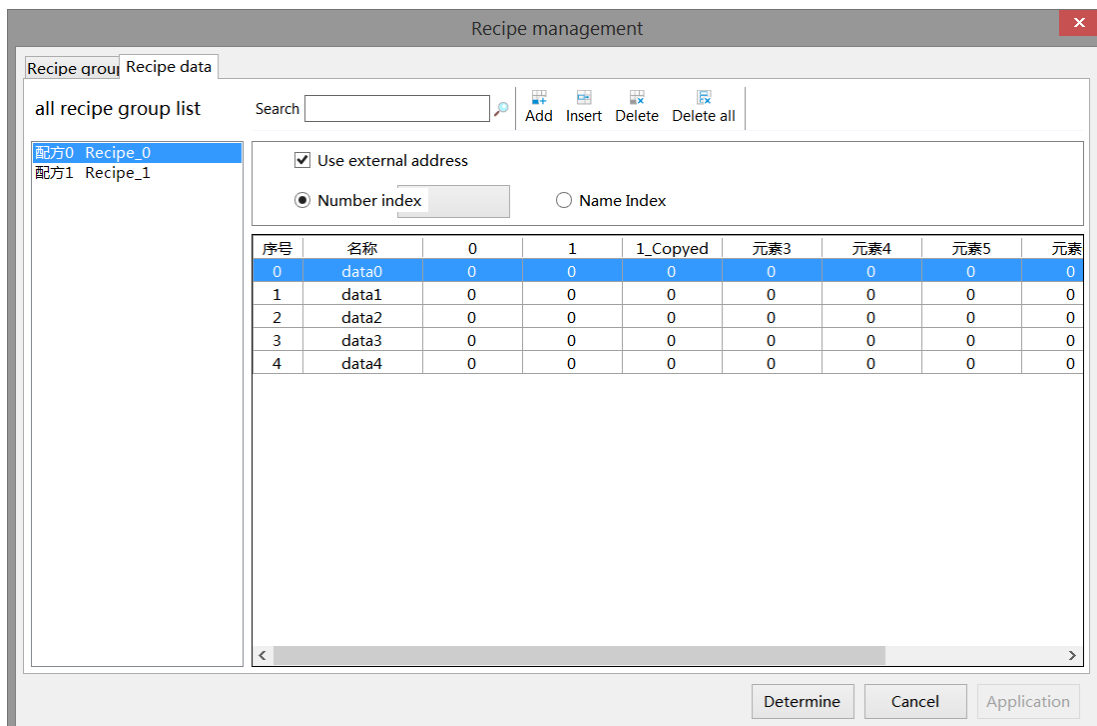 Recipe management
Recipe group Recipe data
all recipe group list
Search
Add Insert Delete Delete all
配方0 Recipe_0
配方1 Recipe_1
Use external address
Number index
Name Index
序号 名称 0 1 1_Copyed 元素3 元素4 元素5 元素
0 data0 0 0 0 0 0 0 0
1 data1 0 0 0 0 0 0 0
2 data2 0 0 0 0 0 0 0
3 data3 0 0 0 0 0 0 0
4 data4 0 0 0 0 0 0 0
Determine Cancel Application